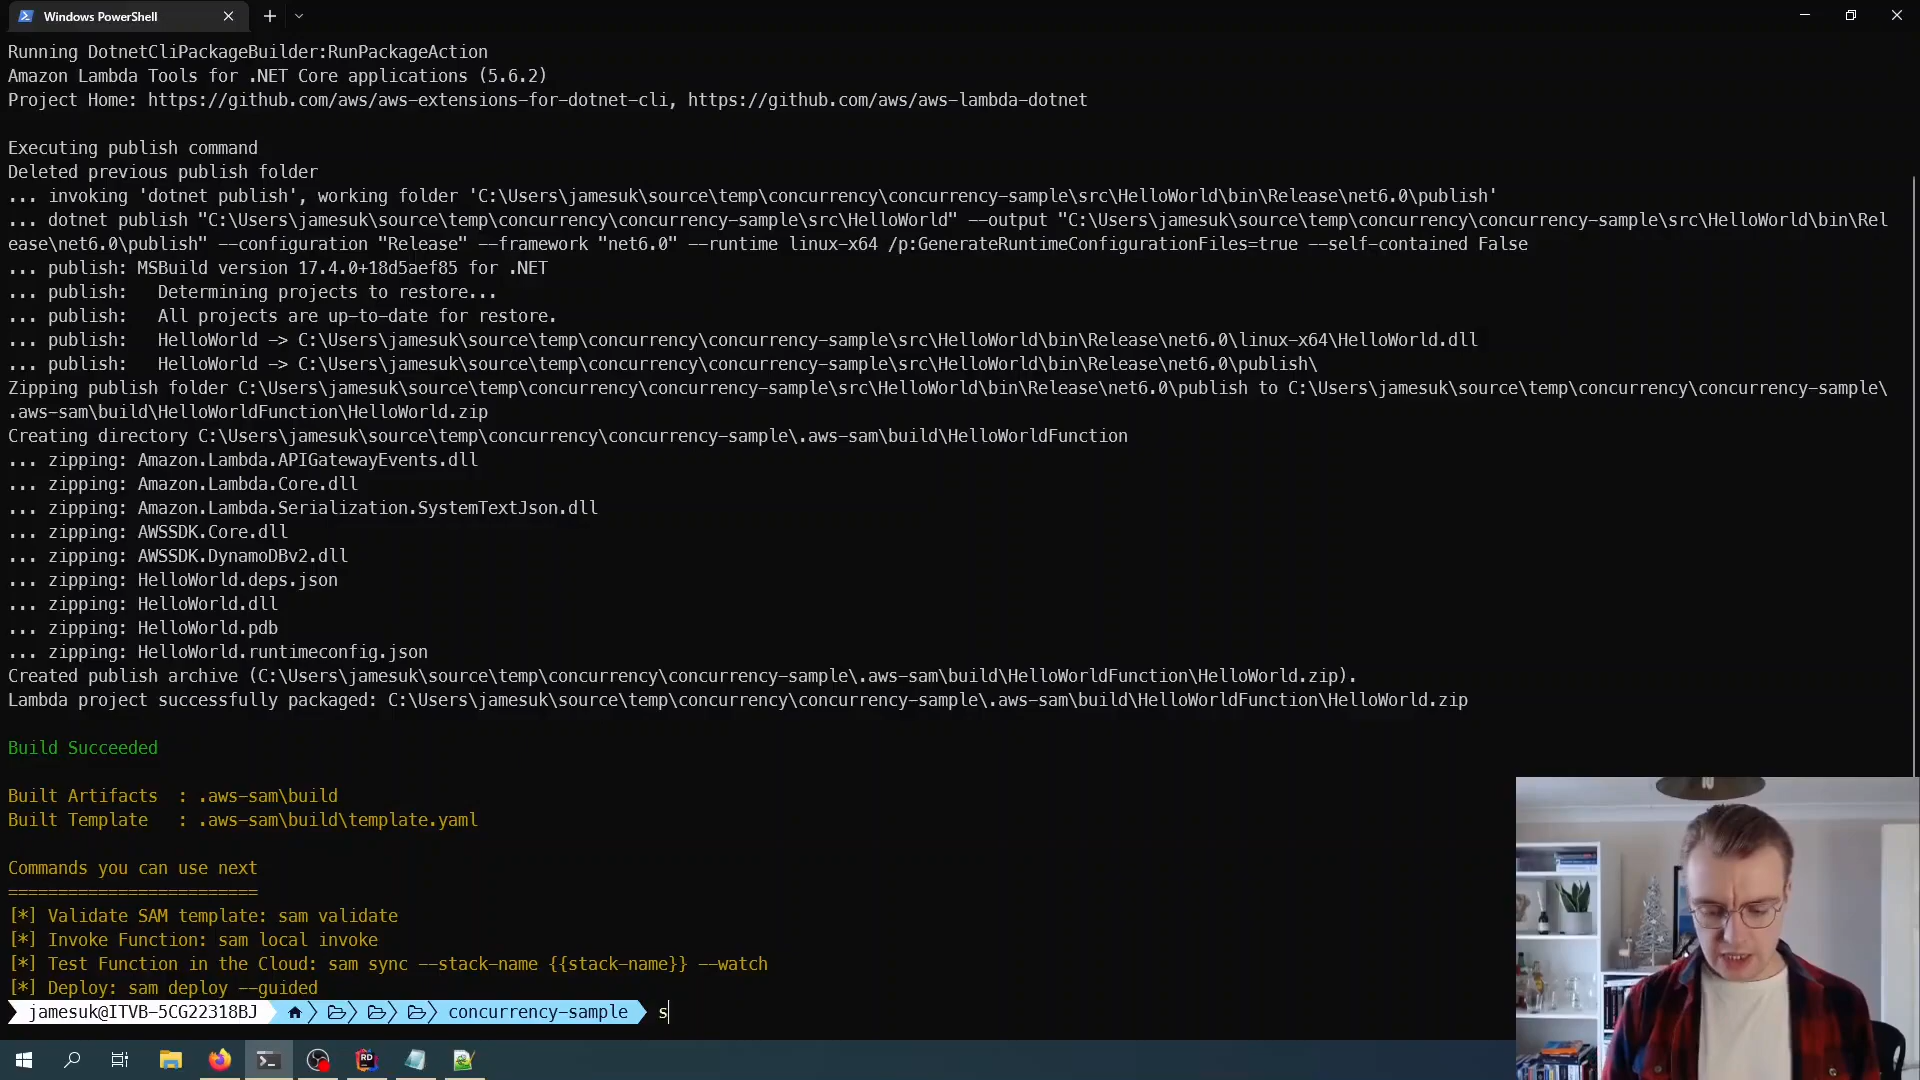 Windows PowerShell
Running DotnetCliPackageBuilder:RunPackageAction
Amazon Lambda Tools for .NET Core applications (5.6.2)
Project Home: https://github.com/aws/aws-extensions-for-dotnet-cli, https://github.com/aws/aws-lambda-dotnet
Executing publish command
Deleted previous publish folder
... invoking 'dotnet publish', working folder 'C:\Users\jamesuk\source\temp\concurrency\concurrency-sample\src\HelloWorld\bin\Release\net6.0\publish'
... dotnet publish "C:\Users\jamesuk\source\temp\concurrency\concurrency-sample\src\HelloWorld" --output "C:\Users\jamesuk\source\temp\concurrency\concurrency-sample\src\HelloWorld\bin\Rel
ease\net6.0\publish" --configuration "Release" --framework "net6.0" --runtime linux-x64 /p:GenerateRuntimeConfigurationFiles=true --self-contained False
... publish: MSBuild version 17.4.0+18d5aef85 for .NET
... publish:   Determining projects to restore...
... publish:   All projects are up-to-date for restore.
... publish:   HelloWorld -> C:\Users\jamesuk\source\temp\concurrency\concurrency-sample\src\HelloWorld\bin\Release\net6.0\linux-x64\HelloWorld.dll
... publish:   HelloWorld -> C:\Users\jamesuk\source\temp\concurrency\concurrency-sample\src\HelloWorld\bin\Release\net6.0\publish\
Zipping publish folder C:\Users\jamesuk\source\temp\concurrency\concurrency-sample\src\HelloWorld\bin\Release\net6.0\publish to C:\Users\jamesuk\source\temp\concurrency\concurrency-sample\
.aws-sam\build\HelloWorldFunction\HelloWorld.zip
Creating directory C:\Users\jamesuk\source\temp\concurrency\concurrency-sample\.aws-sam\build\HelloWorldFunction
... zipping: Amazon.Lambda.APIGatewayEvents.dll
... zipping: Amazon.Lambda.Core.dll
... zipping: Amazon.Lambda.Serialization.SystemTextJson.dll
... zipping: AWSSDK.Core.dll
... zipping: AWSSDK.DynamoDBv2.dll
... zipping: HelloWorld.deps.json
... zipping: HelloWorld.dll
... zipping: HelloWorld.pdb
... zipping: HelloWorld.runtimeconfig.json
Created publish archive (C:\Users\jamesuk\source\temp\concurrency\concurrency-sample\.aws-sam\build\HelloWorldFunction\HelloWorld.zip).
Lambda project successfully packaged: C:\Users\jamesuk\source\temp\concurrency\concurrency-sample\.aws-sam\build\HelloWorldFunction\HelloWorld.zip
Build Succeeded
Built Artifacts  : .aws-sam\build
Built Template   : .aws-sam\build\template.yaml
Commands you can use next
=========================
[*] Validate SAM template: sam validate
[*] Invoke Function: sam local invoke
[*] Test Function in the Cloud: sam sync --stack-name {{stack-name}} --watch
[*] Deploy: sam deploy --guided
jamesuk@ITVB-5CG22318BJ concurrency-sample s
RD